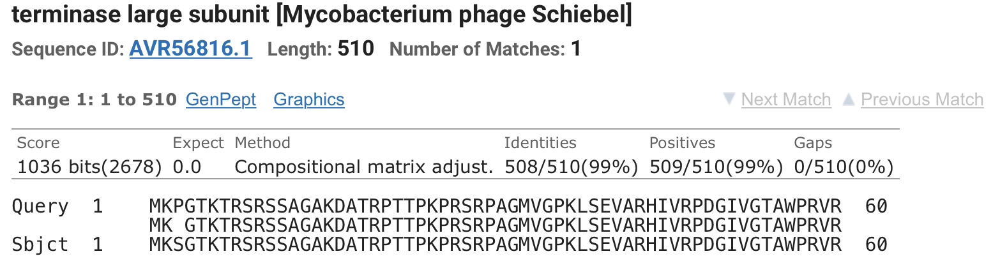 terminase large subunit [Mycobacterium phage Schiebel]
Sequence ID: AVR56816.1 Length: 510 Number of Matches: 1
Range 1: 1 to 510 GenPept Graphics ▼ Next Match ▲ Previous Match
Score Expect Method Identities Positives Gaps
1036 bits(2678) 0.0 Compositional matrix adjust. 508/510(99%) 509/510(99%) 0/510(0%)
Query 1 MKPGTKTRSRSSAGAKDATRPTTPKPRSRPAGMVGPKLSEVARHIVRPDGIVGTAWPRVR 60
MK GTKTRSRSSAGAKDATRPTTPKPRSRPAGMVGPKLSEVARHIVRPDGIVGTAWPRVR
Sbjct 1 MKSGTKTRSRSSAGAKDATRPTTPKPRSRPAGMVGPKLSEVARHIVRPDGIVGTAWPRVR 60